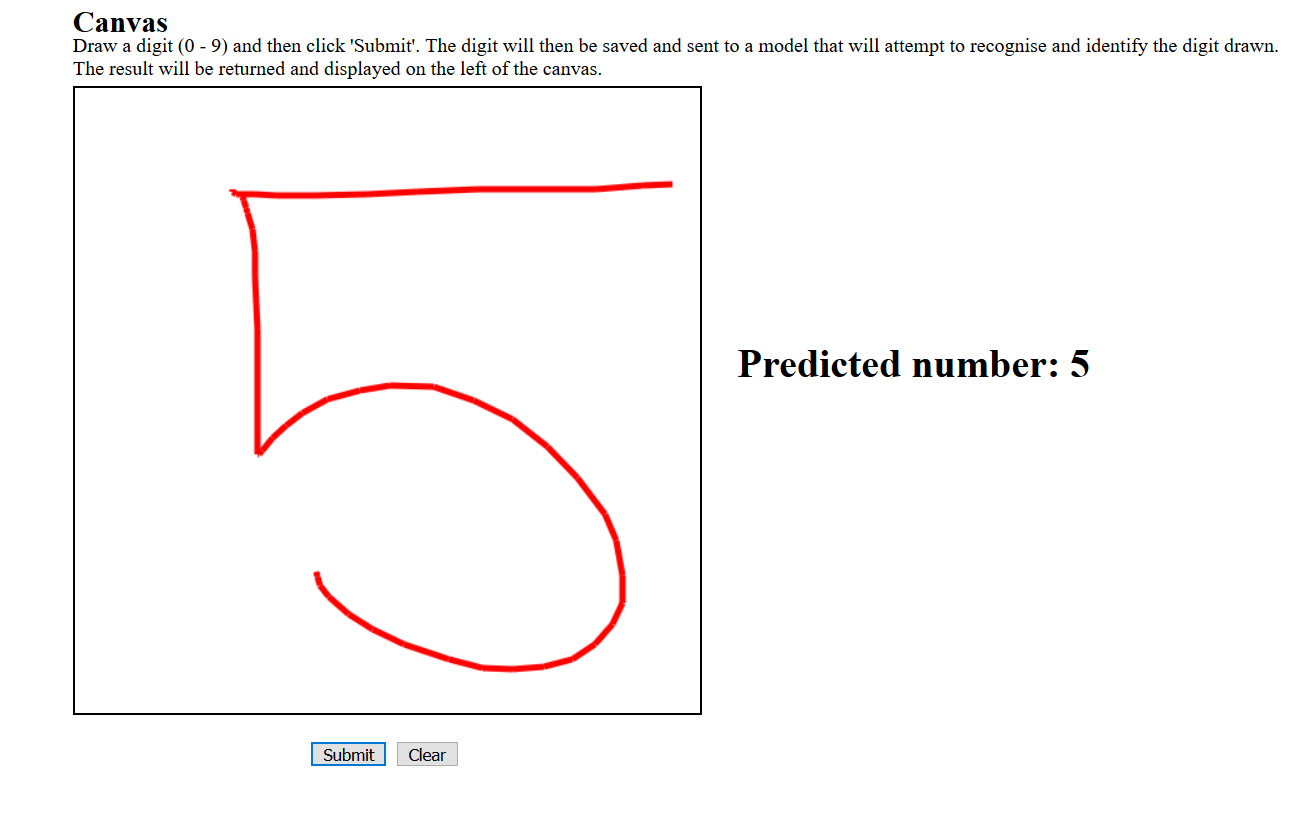 Canvas
Draw a digit (0 - 9) and then click 'Submit'. The digit will then be saved and sent to a model that will attempt to recognise and identify the digit drawn.
The result will be returned and displayed on the left of the canvas.
5
Predicted number: 5
Submit Clear